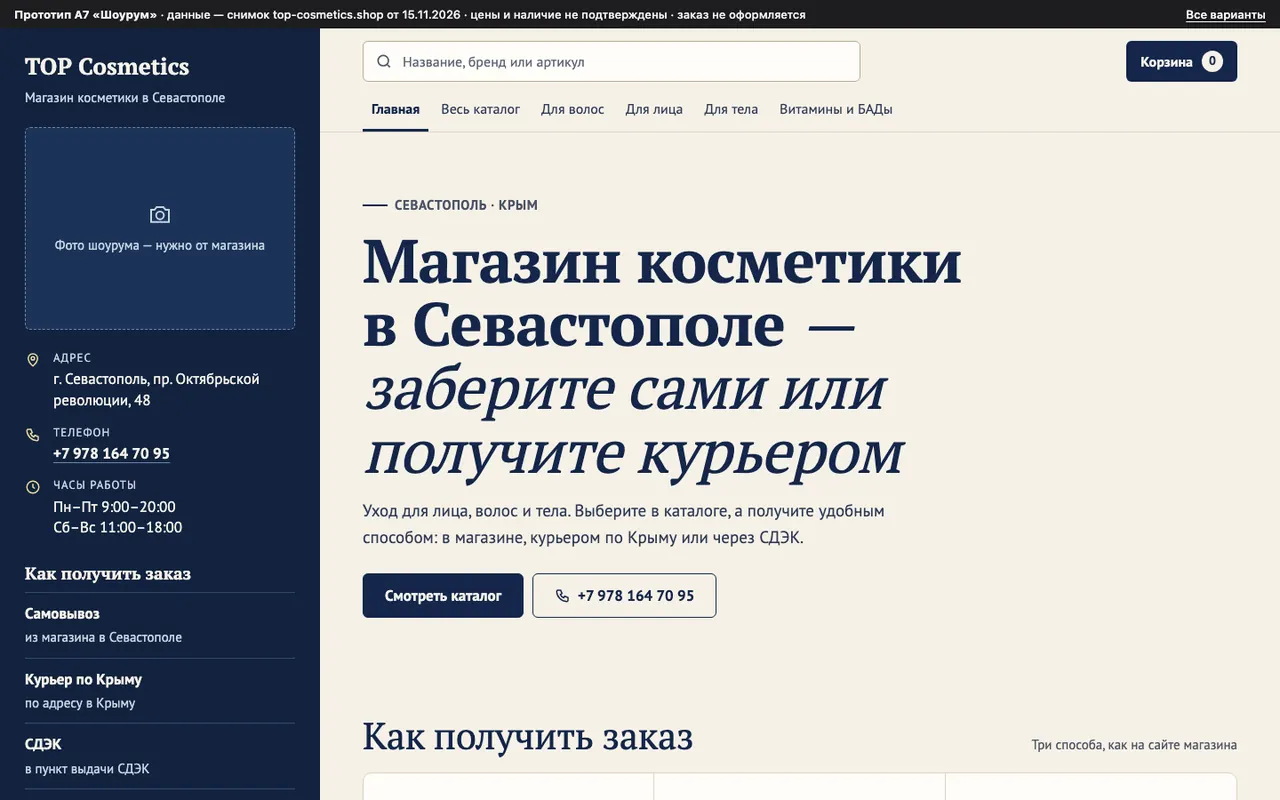 Прототип A7 «Шоурум» · данные — снимок top-cosmetics.shop от 15.11.2026 · цены и наличие не подтверждены · заказ не оформляется
Все варианты
TOP Cosmetics
Магазин косметики в Севастополе
Фото шоурума — нужно от магазина
АДРЕС
г. Севастополь, пр. Октябрьской
революции, 48
ТЕЛЕФОН
+7 978 164 70 95
ЧАСЫ РАБОТЫ
Пн–Пт 9:00–20:00
Сб–Вс 11:00–18:00
Как получить заказ
Самовывоз
из магазина в Севастополе
Курьер по Крыму
по адресу в Крыму
СДЭК
в пункт выдачи СДЭК
Название, бренд или артикул
Корзина 0
Главная Весь каталог Для волос Для лица Для тела Витамины и БАДы
СЕВАСТОПОЛЬ · КРЫМ
Магазин косметики
в Севастополе —
заберите сами или
получите курьером
Уход для лица, волос и тела. Выберите в каталоге, а получите удобным
способом: в магазине, курьером по Крыму или через СДЭК.
Смотреть каталог
+7 978 164 70 95
Как получить заказ
Три способа, как на сайте магазина